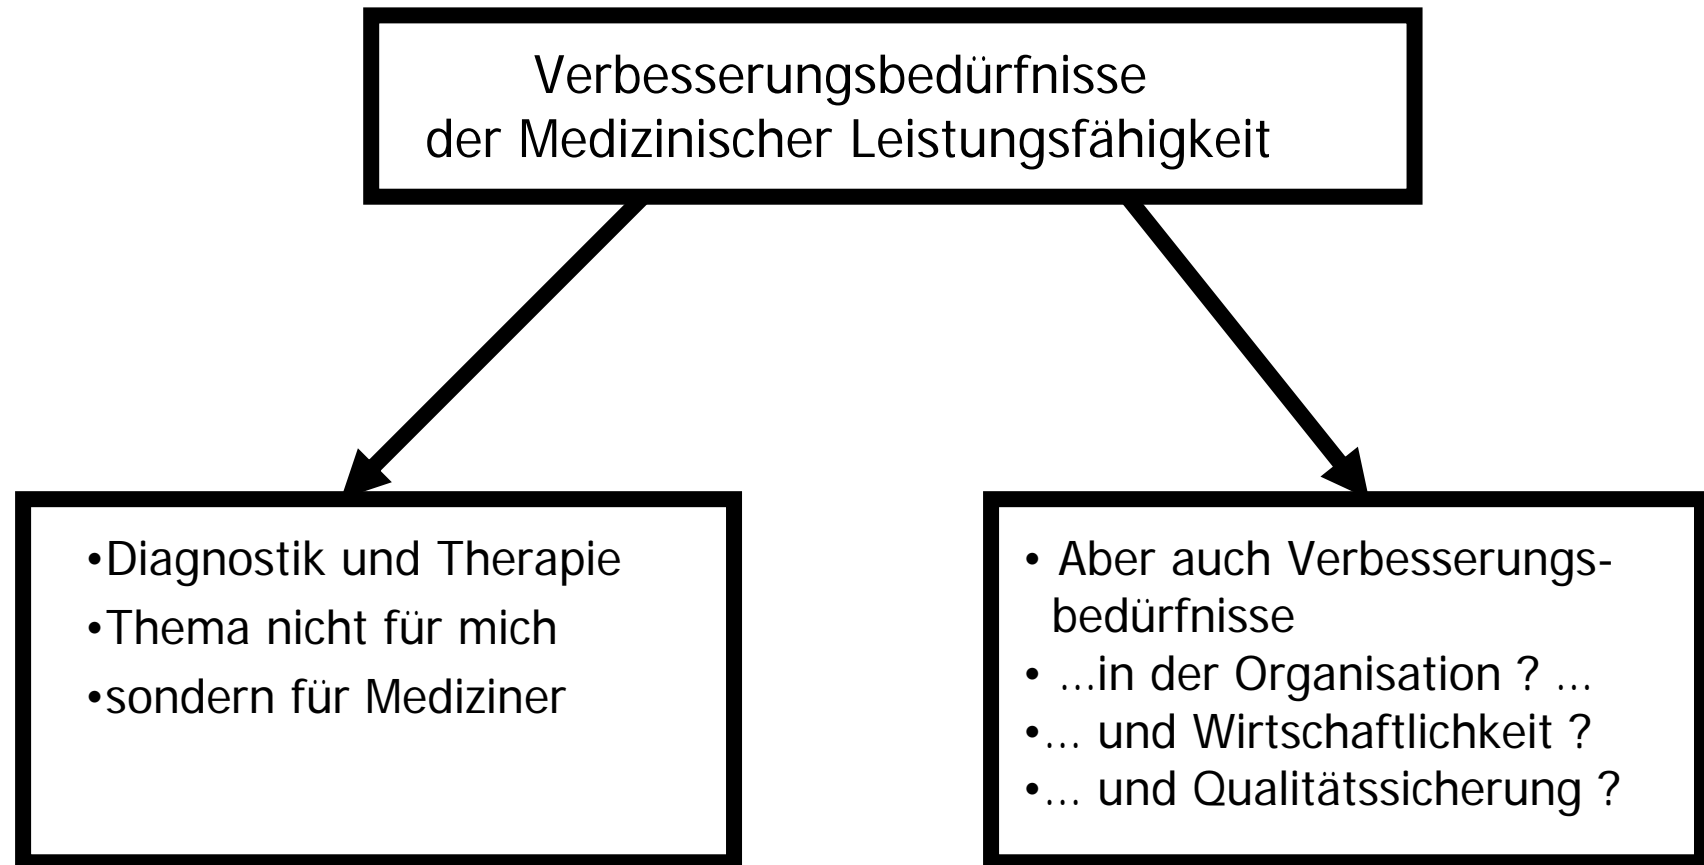 Verbesserungsbedürfnisse
der Medizinischer Leistungsfähigkeit
•Diagnostik und Therapie
•Thema nicht für mich
•sondern für Mediziner
• Aber auch Verbesserungs-
bedürfnisse
• ...in der Organisation ? ...
•... und Wirtschaftlichkeit ?
•... und Qualitätssicherung ?